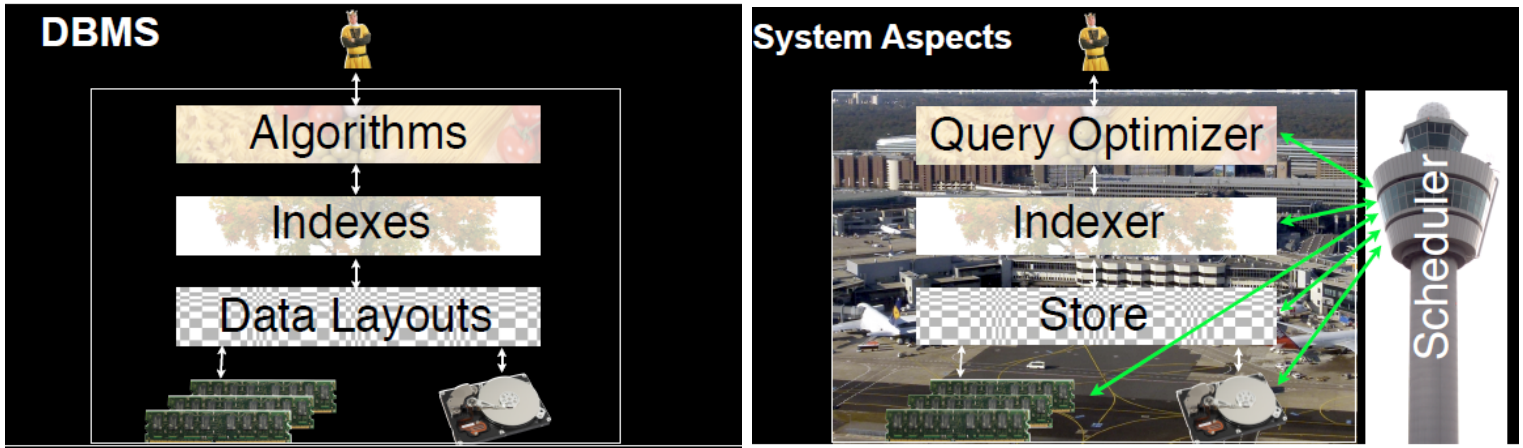 DBMS
Algorithms
Indexes
Data Layouts
System Aspects
Query Optimizer
Indexer
Store
Scheduler